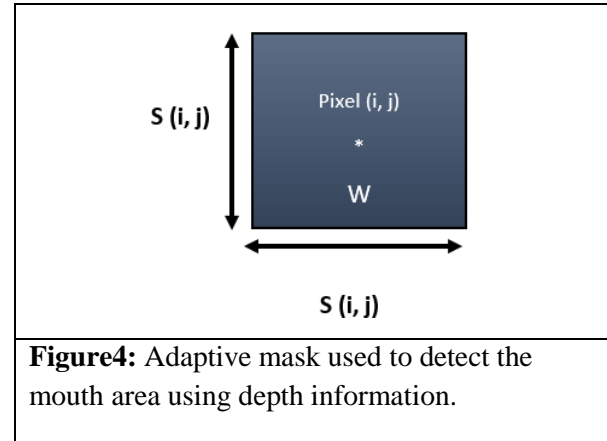 Pixel (i, j)
S (i, j)
*
W
S (i, j)
Figure4: Adaptive mask used to detect the
mouth area using depth information.